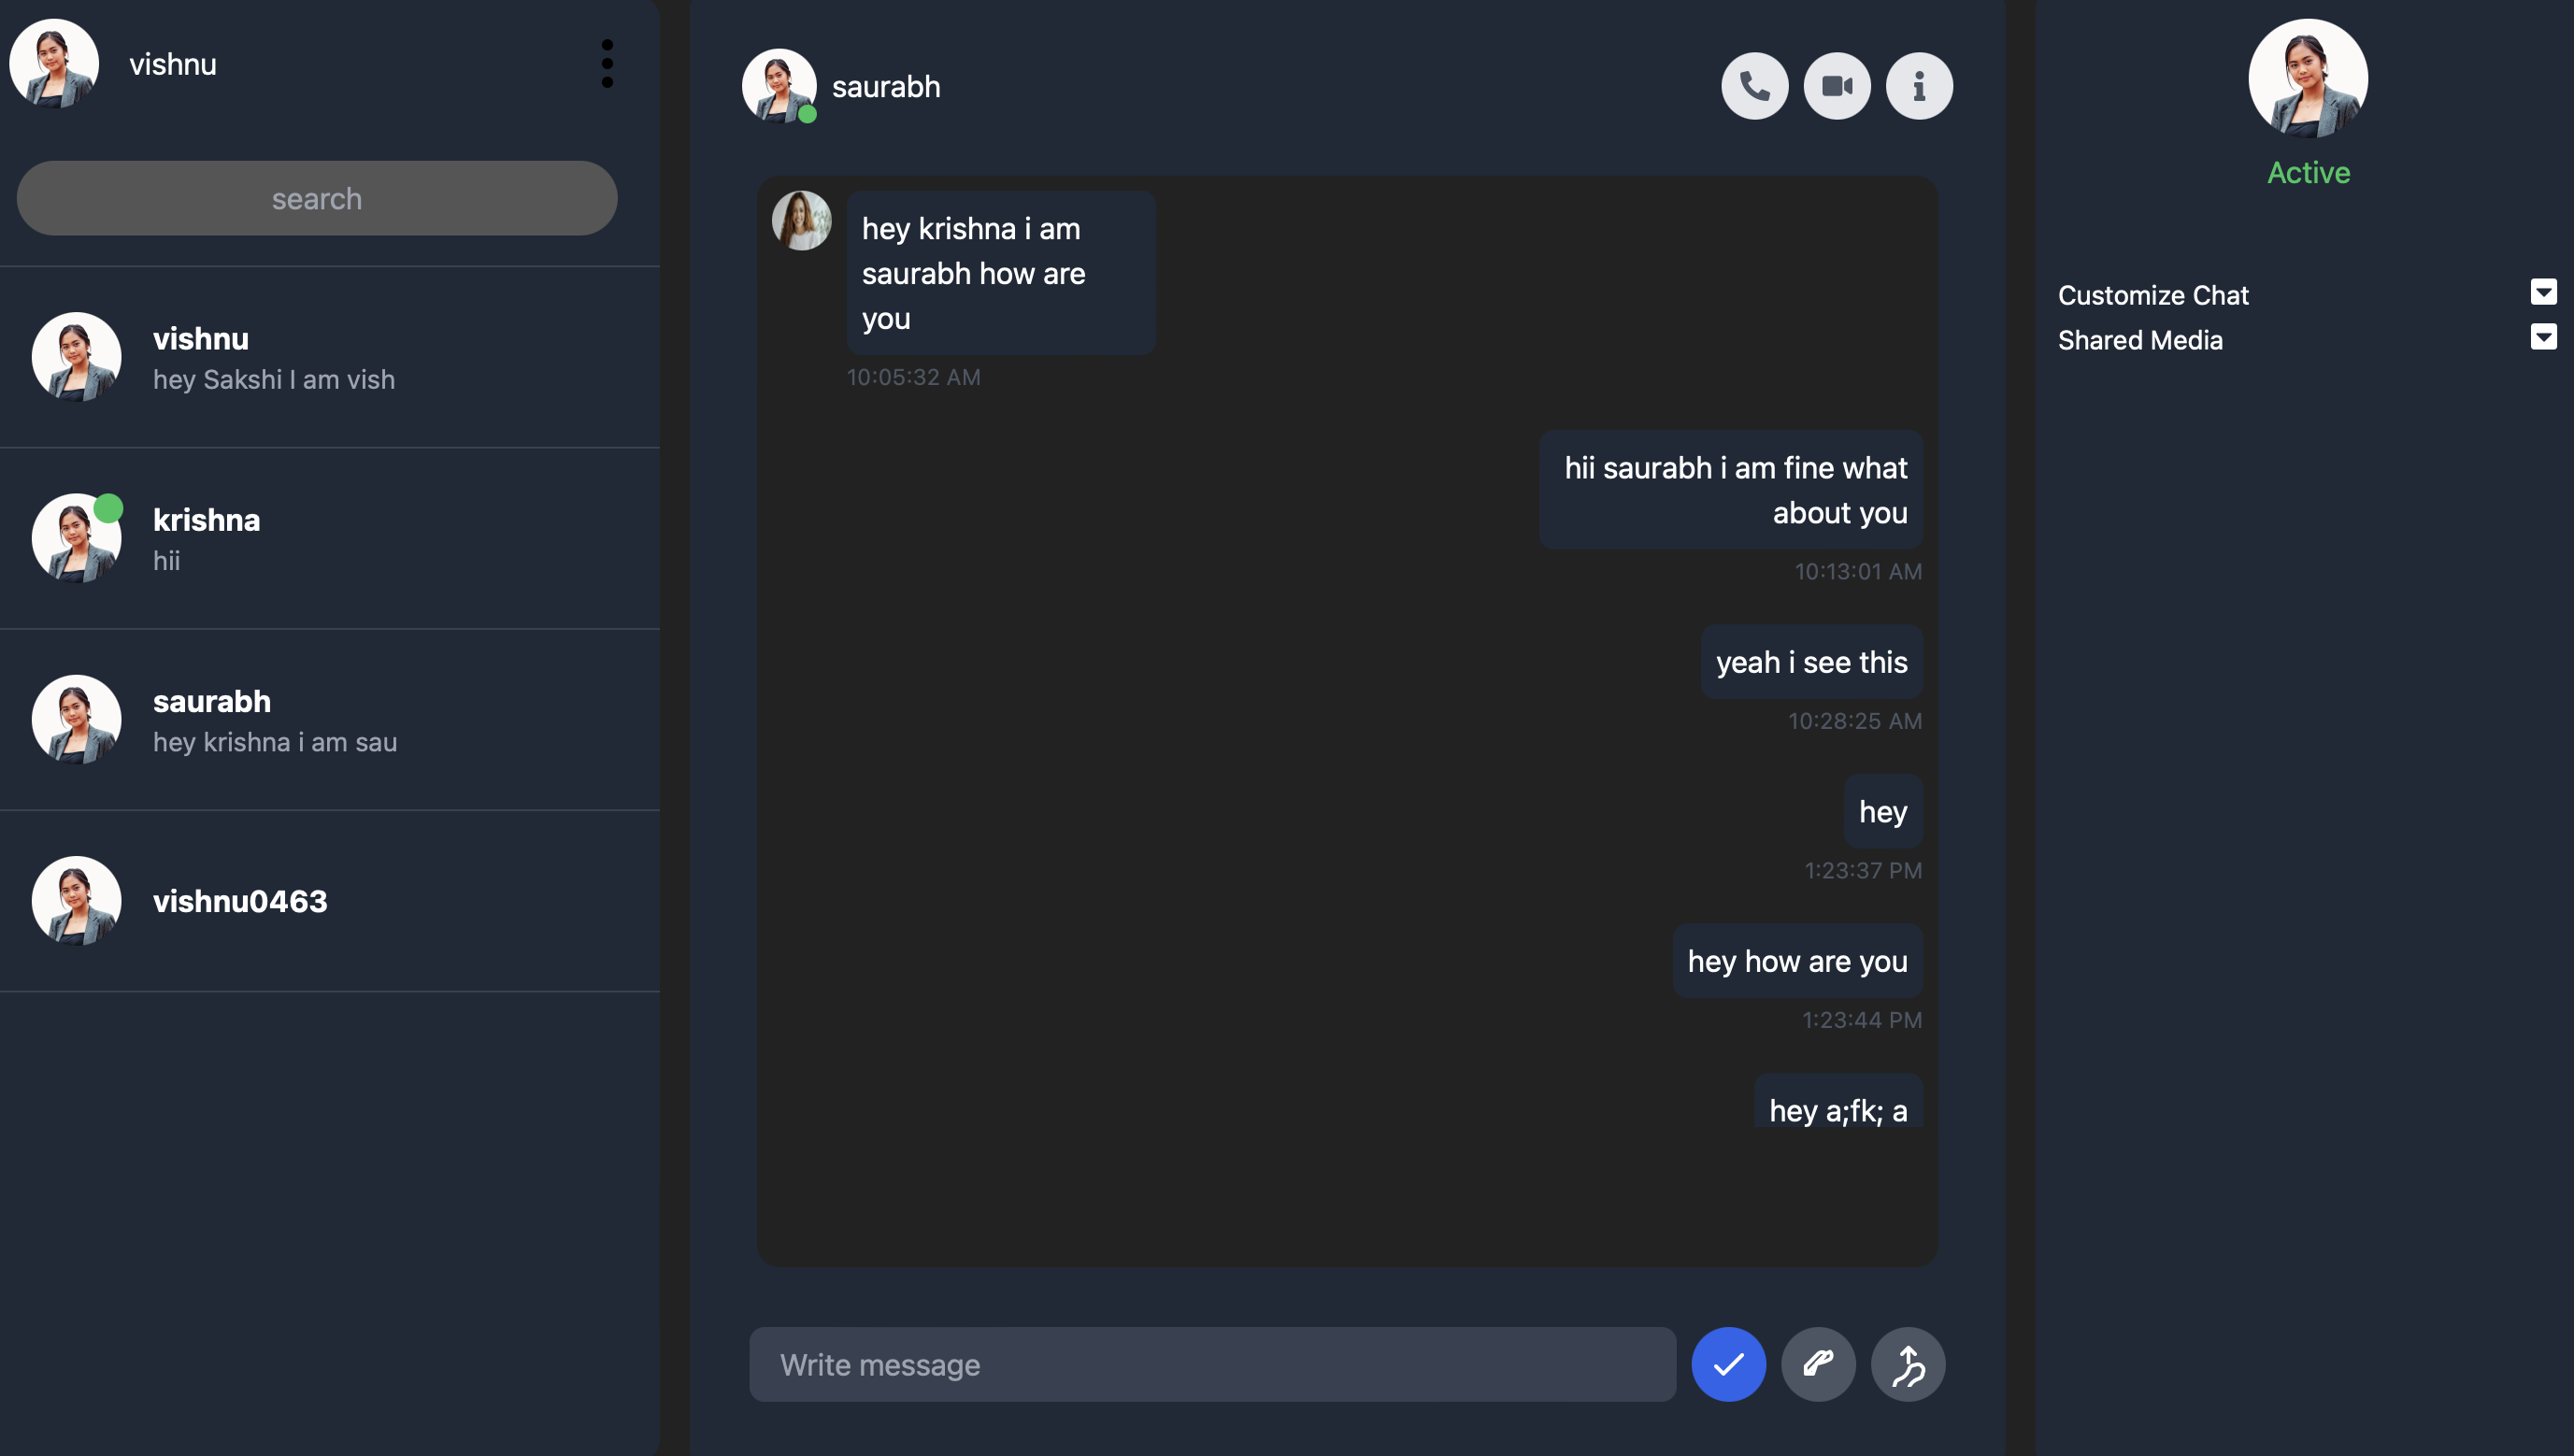 vishnu
search
vishnu
hey Sakshi I am vish
krishna
hii
saurabh
hey krishna i am sau
vishnu0463
saurabh
hey krishna i am
saurabh how are
you
10:05:32 AM
hii saurabh i am fine what
about you
10:13:01 AM
yeah i see this
10:28:25 AM
hey
1:23:37 PM
hey how are you
1:23:44 PM
hey a;fk; a
Write message
Active
Customize Chat
Shared Media